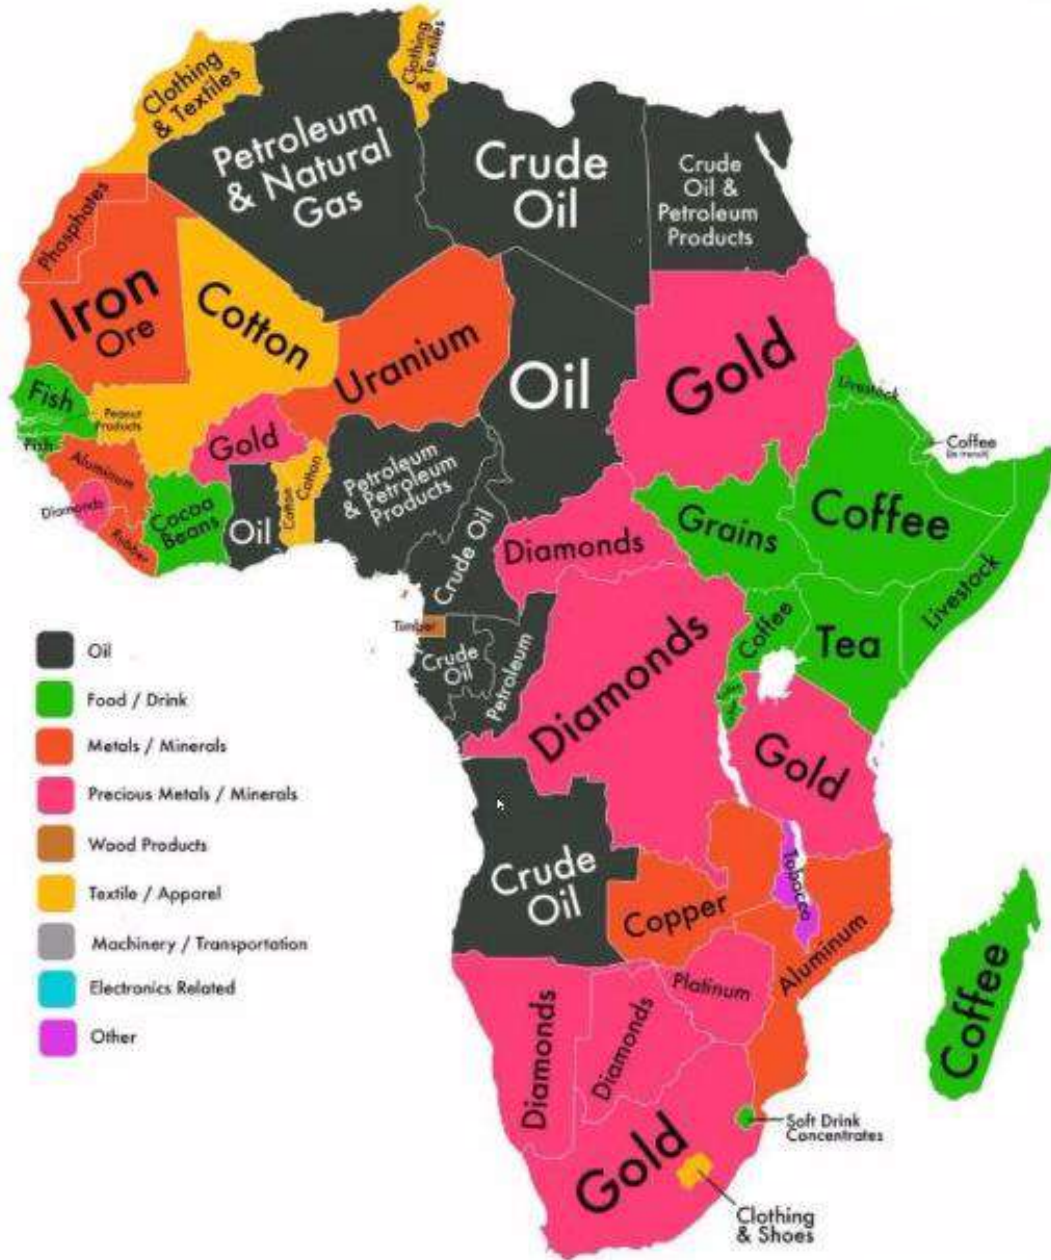 Clothing
& Textiles
Clothing
& Textiles
Petroleum
& Natural
Gas
Crude
Oil
Crude
Oil &
Petroleum
Products
Phosphates
Iron
Ore
Cotton
Uranium
Oil
Gold
Fish
Peanut
Products
Fish
Aluminum
Diamonds
Rubber
Gold
Cocoa
Beans
Oil
Cotton
Cotton
Petroleum
& Petroleum
Products
Crude Oil
Livestock
Coffee
(in transit)
Coffee
Grains
Livestock
Diamonds
Timber
Crude
Oil
Petroleum
Diamonds
Coffee
Tea
Gold
Crude
Oil
Copper
Tobacco
Aluminum
Diamonds
Diamonds
Platinum
Coffee
Gold
Soft Drink
Concentrates
Clothing
& Shoes
Oil
Food / Drink
Metals / Minerals
Precious Metals / Minerals
Wood Products
Textile / Apparel
Machinery / Transportation
Electronics Related
Other